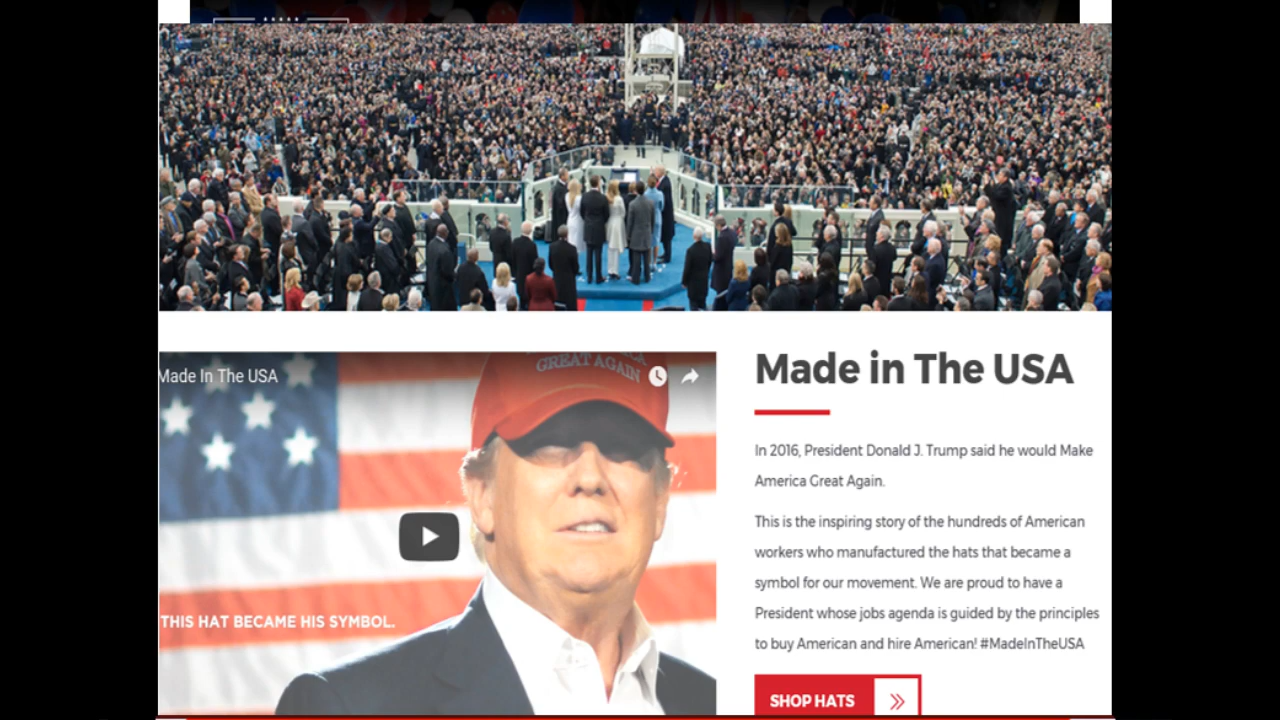 Made In The USA
GREAT AGAIN
THIS HAT BECAME HIS SYMBOL.
Made in The USA
In 2016, President Donald J. Trump said he would Make
America Great Again.
This is the inspiring story of the hundreds of American
workers who manufactured the hats that became a
symbol for our movement. We are proud to have a
President whose jobs agenda is guided by the principles
to buy American and hire American! #MadeInTheUSA
SHOP HATS